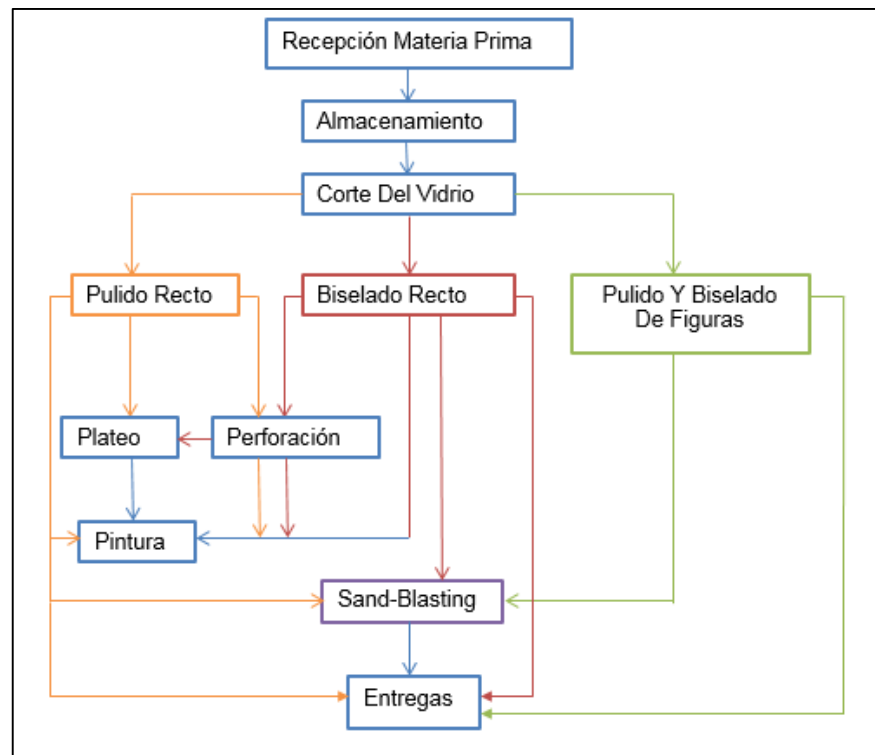 Recepción Materia Prima
Almacenamiento
Corte Del Vidrio
Pulido Recto
Biselado Recto
Pulido Y Biselado
De Figuras
Plateo
Perforación
Pintura
Sand-Blasting
Entregas